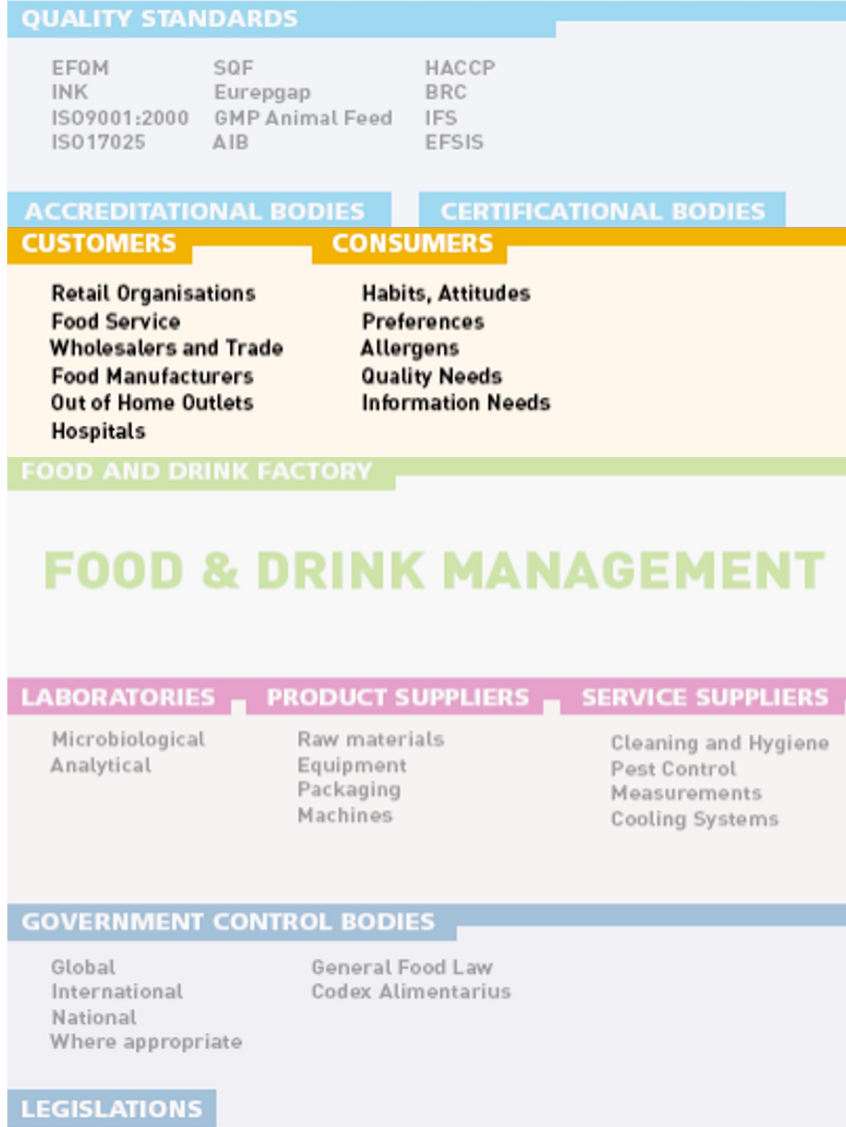 QUALITY STANDARDS
EFQM SQF HACCP
INK Eurepgap BRC
ISO9001:2000 GMP Animal Feed IFS
ISO17025 AIB EFSIS
ACCREDITATIONAL BODIES CERTIFICATIONAL BODIES
CUSTOMERS CONSUMERS
Retail Organisations Habits, Attitudes
Food Service Preferences
Wholesalers and Trade Allergens
Food Manufacturers Quality Needs
Out of Home Outlets Information Needs
Hospitals
FOOD AND DRINK FACTORY
FOOD & DRINK MANAGEMENT
LABORATORIES PRODUCT SUPPLIERS SERVICE SUPPLIERS
Microbiological Raw materials Cleaning and Hygiene
Analytical Equipment Pest Control
Packaging Measurements
Machines Cooling Systems
GOVERNMENT CONTROL BODIES
Global General Food Law
International Codex Alimentarius
National
Where appropriate
LEGISLATIONS